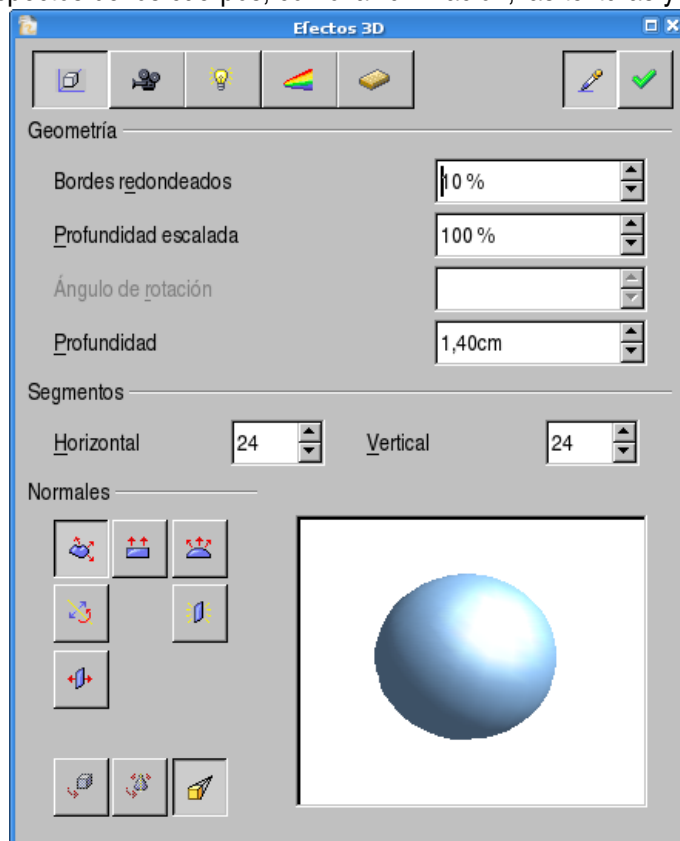 Efectos 3D
Geometría
Bordes redondeados 10 %
Profundidad escalada 100 %
Ángulo de rotación
Profundidad 1,40cm
Segmentos
Horizontal 24 Vertical 24
Normales